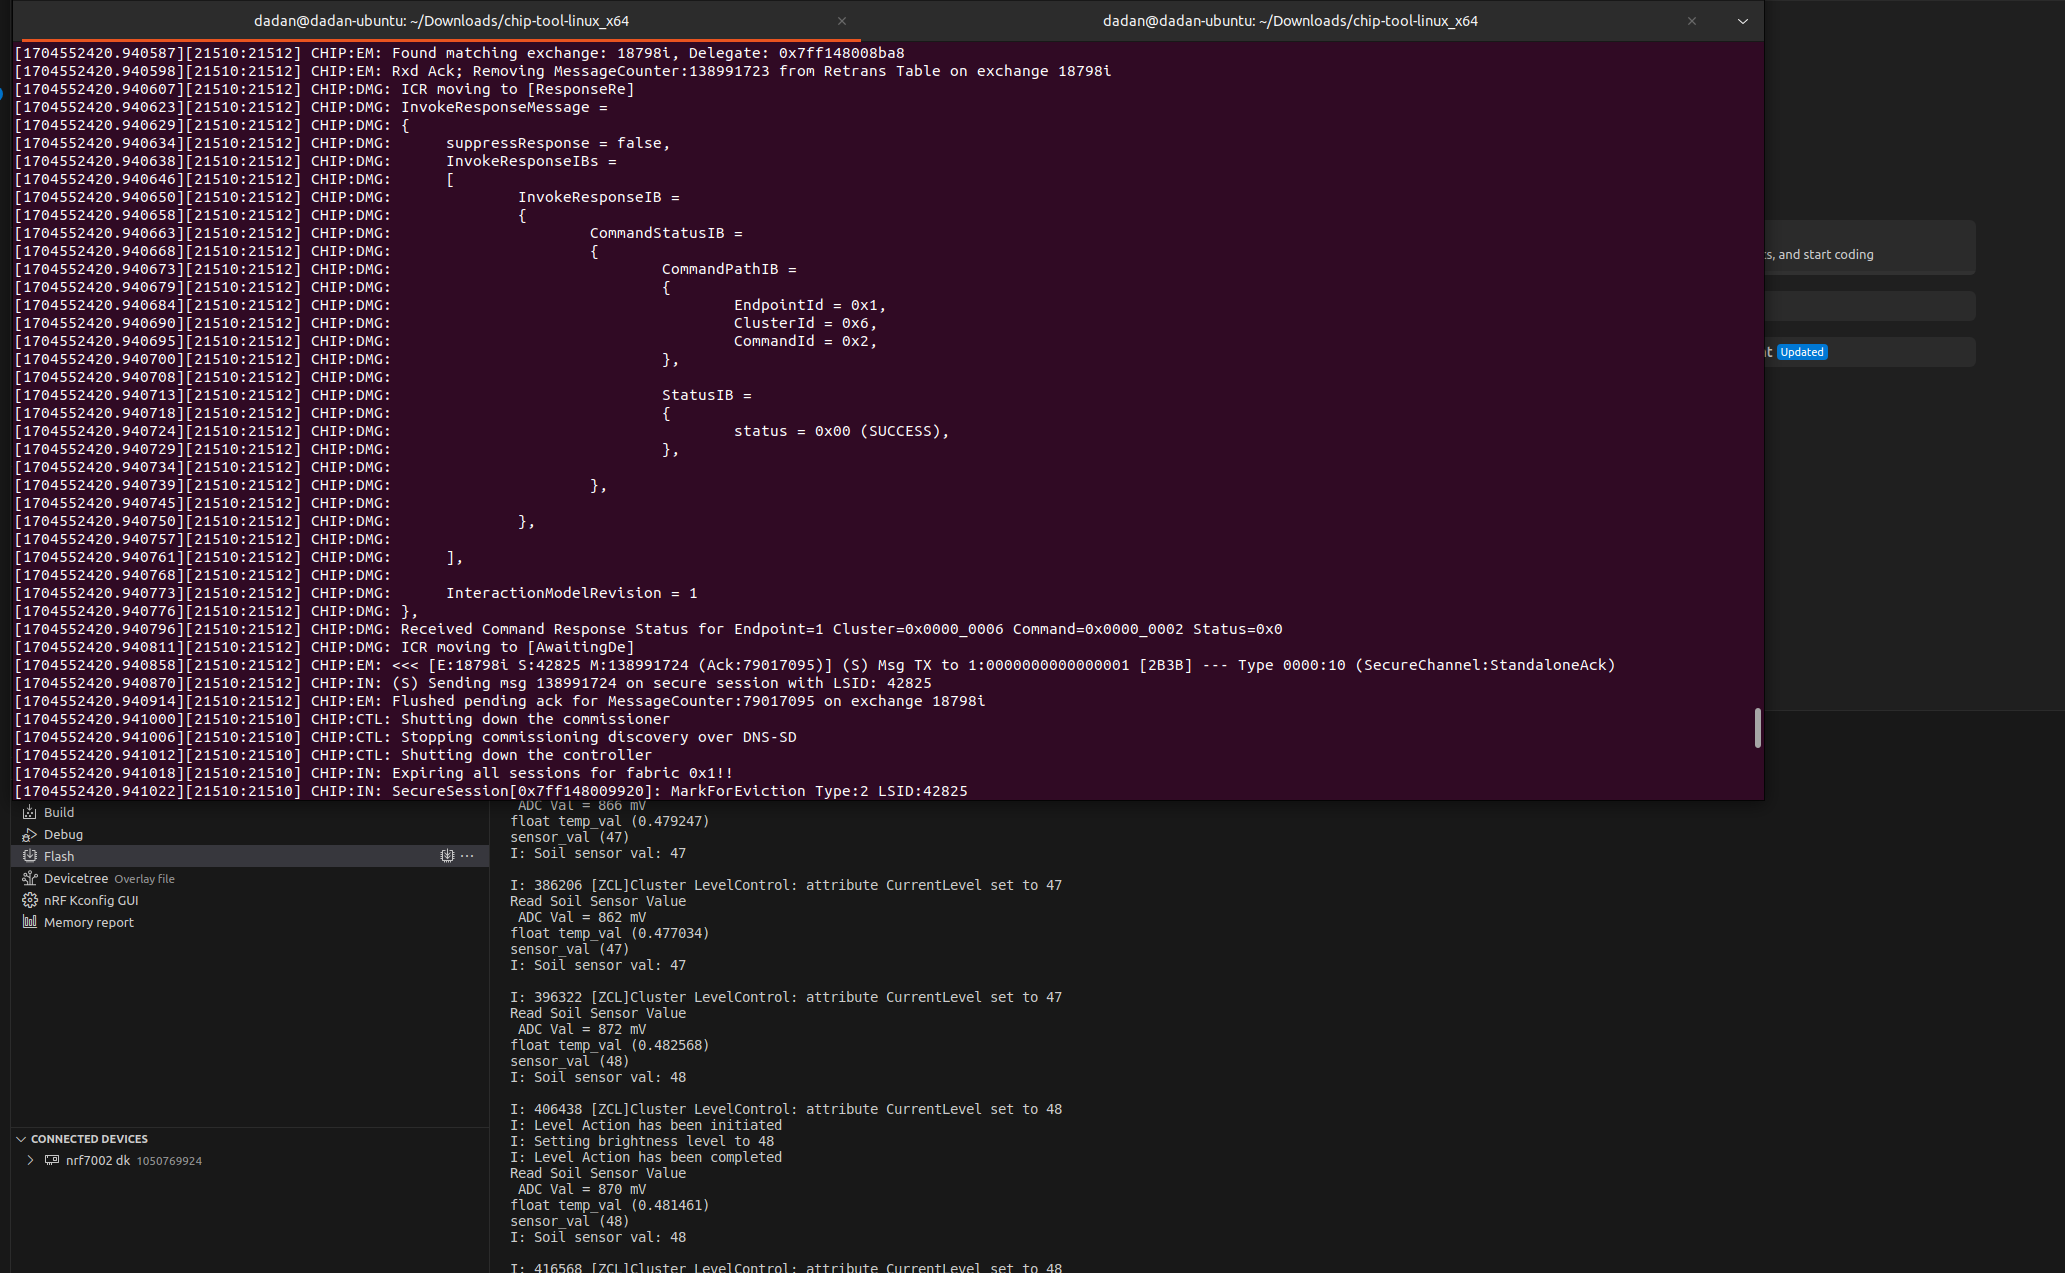 dadan@dadan-ubuntu: ~/Downloads/chip-tool-linux_x64
dadan@dadan-ubuntu: ~/Downloads/chip-tool-linux_x64
[1704552420.940587][21510:21512] CHIP:EM: Found matching exchange: 18798i, Delegate: 0x7ff148008ba8
[1704552420.940598][21510:21512] CHIP:EM: Rxd Ack; Removing MessageCounter:138991723 from Retrans Table on exchange 18798i
[1704552420.940607][21510:21512] CHIP:DMG: ICR moving to [ResponseRe]
[1704552420.940623][21510:21512] CHIP:DMG: InvokeResponseMessage =
[1704552420.940629][21510:21512] CHIP:DMG: {
[1704552420.940634][21510:21512] CHIP:DMG: suppressResponse = false,
[1704552420.940638][21510:21512] CHIP:DMG: InvokeResponseIBs =
[1704552420.940646][21510:21512] CHIP:DMG: [
[1704552420.940650][21510:21512] CHIP:DMG: InvokeResponseIB =
[1704552420.940658][21510:21512] CHIP:DMG: {
[1704552420.940663][21510:21512] CHIP:DMG: CommandStatusIB =
[1704552420.940668][21510:21512] CHIP:DMG: {
[1704552420.940673][21510:21512] CHIP:DMG: CommandPathIB =
[1704552420.940679][21510:21512] CHIP:DMG: {
[1704552420.940684][21510:21512] CHIP:DMG: EndpointId = 0x1,
[1704552420.940690][21510:21512] CHIP:DMG: ClusterId = 0x6,
[1704552420.940695][21510:21512] CHIP:DMG: CommandId = 0x2,
[1704552420.940700][21510:21512] CHIP:DMG: },
[1704552420.940708][21510:21512] CHIP:DMG:
[1704552420.940713][21510:21512] CHIP:DMG: StatusIB =
[1704552420.940718][21510:21512] CHIP:DMG: {
[1704552420.940724][21510:21512] CHIP:DMG: status = 0x00 (SUCCESS),
[1704552420.940729][21510:21512] CHIP:DMG: },
[1704552420.940734][21510:21512] CHIP:DMG:
[1704552420.940739][21510:21512] CHIP:DMG: },
[1704552420.940745][21510:21512] CHIP:DMG:
[1704552420.940750][21510:21512] CHIP:DMG: },
[1704552420.940757][21510:21512] CHIP:DMG:
[1704552420.940761][21510:21512] CHIP:DMG: ],
[1704552420.940768][21510:21512] CHIP:DMG:
[1704552420.940773][21510:21512] CHIP:DMG: InteractionModelRevision = 1
[1704552420.940776][21510:21512] CHIP:DMG: },
[1704552420.940796][21510:21512] CHIP:DMG: Received Command Response Status for Endpoint=1 Cluster=0x0000_0006 Command=0x0000_0002 Status=0x0
[1704552420.940811][21510:21512] CHIP:DMG: ICR moving to [AwaitingDe]
[1704552420.940858][21510:21512] CHIP:EM: <<< [E:18798i S:42825 M:138991724 (Ack:79017095)] (S) Msg TX to 1:0000000000000001 [2B3B] --- Type 0000:10 (SecureChannel:StandaloneAck)
[1704552420.940870][21510:21512] CHIP:IN: (S) Sending msg 138991724 on secure session with LSID: 42825
[1704552420.940914][21510:21512] CHIP:EM: Flushed pending ack for MessageCounter:79017095 on exchange 18798i
[1704552420.941000][21510:21510] CHIP:CTL: Shutting down the commissioner
[1704552420.941006][21510:21510] CHIP:CTL: Stopping commissioning discovery over DNS-SD
[1704552420.941012][21510:21510] CHIP:CTL: Shutting down the controller
[1704552420.941018][21510:21510] CHIP:IN: Expiring all sessions for fabric 0x1!!
[1704552420.941022][21510:21510] CHIP:IN: SecureSession[0x7ff148009920]: MarkForEviction Type:2 LSID:42825
, and start coding
Updated
Build
Debug
Flash
Devicetree Overlay file
nRF Kconfig GUI
Memory report
CONNECTED DEVICES
nrf7002 dk 1050769924
ADC Val = 866 mV
float temp_val (0.479247)
sensor_val (47)
I: Soil sensor val: 47
I: 386206 [ZCL]Cluster LevelControl: attribute CurrentLevel set to 47
Read Soil Sensor Value
ADC Val = 862 mV
float temp_val (0.477034)
sensor_val (47)
I: Soil sensor val: 47
I: 396322 [ZCL]Cluster LevelControl: attribute CurrentLevel set to 47
Read Soil Sensor Value
ADC Val = 872 mV
float temp_val (0.482568)
sensor_val (48)
I: Soil sensor val: 48
I: 406438 [ZCL]Cluster LevelControl: attribute CurrentLevel set to 48
I: Level Action has been initiated
I: Setting brightness level to 48
I: Level Action has been completed
Read Soil Sensor Value
ADC Val = 870 mV
float temp_val (0.481461)
sensor_val (48)
I: Soil sensor val: 48
I: 416568 [ZCL]Cluster LevelControl: attribute CurrentLevel set to 48